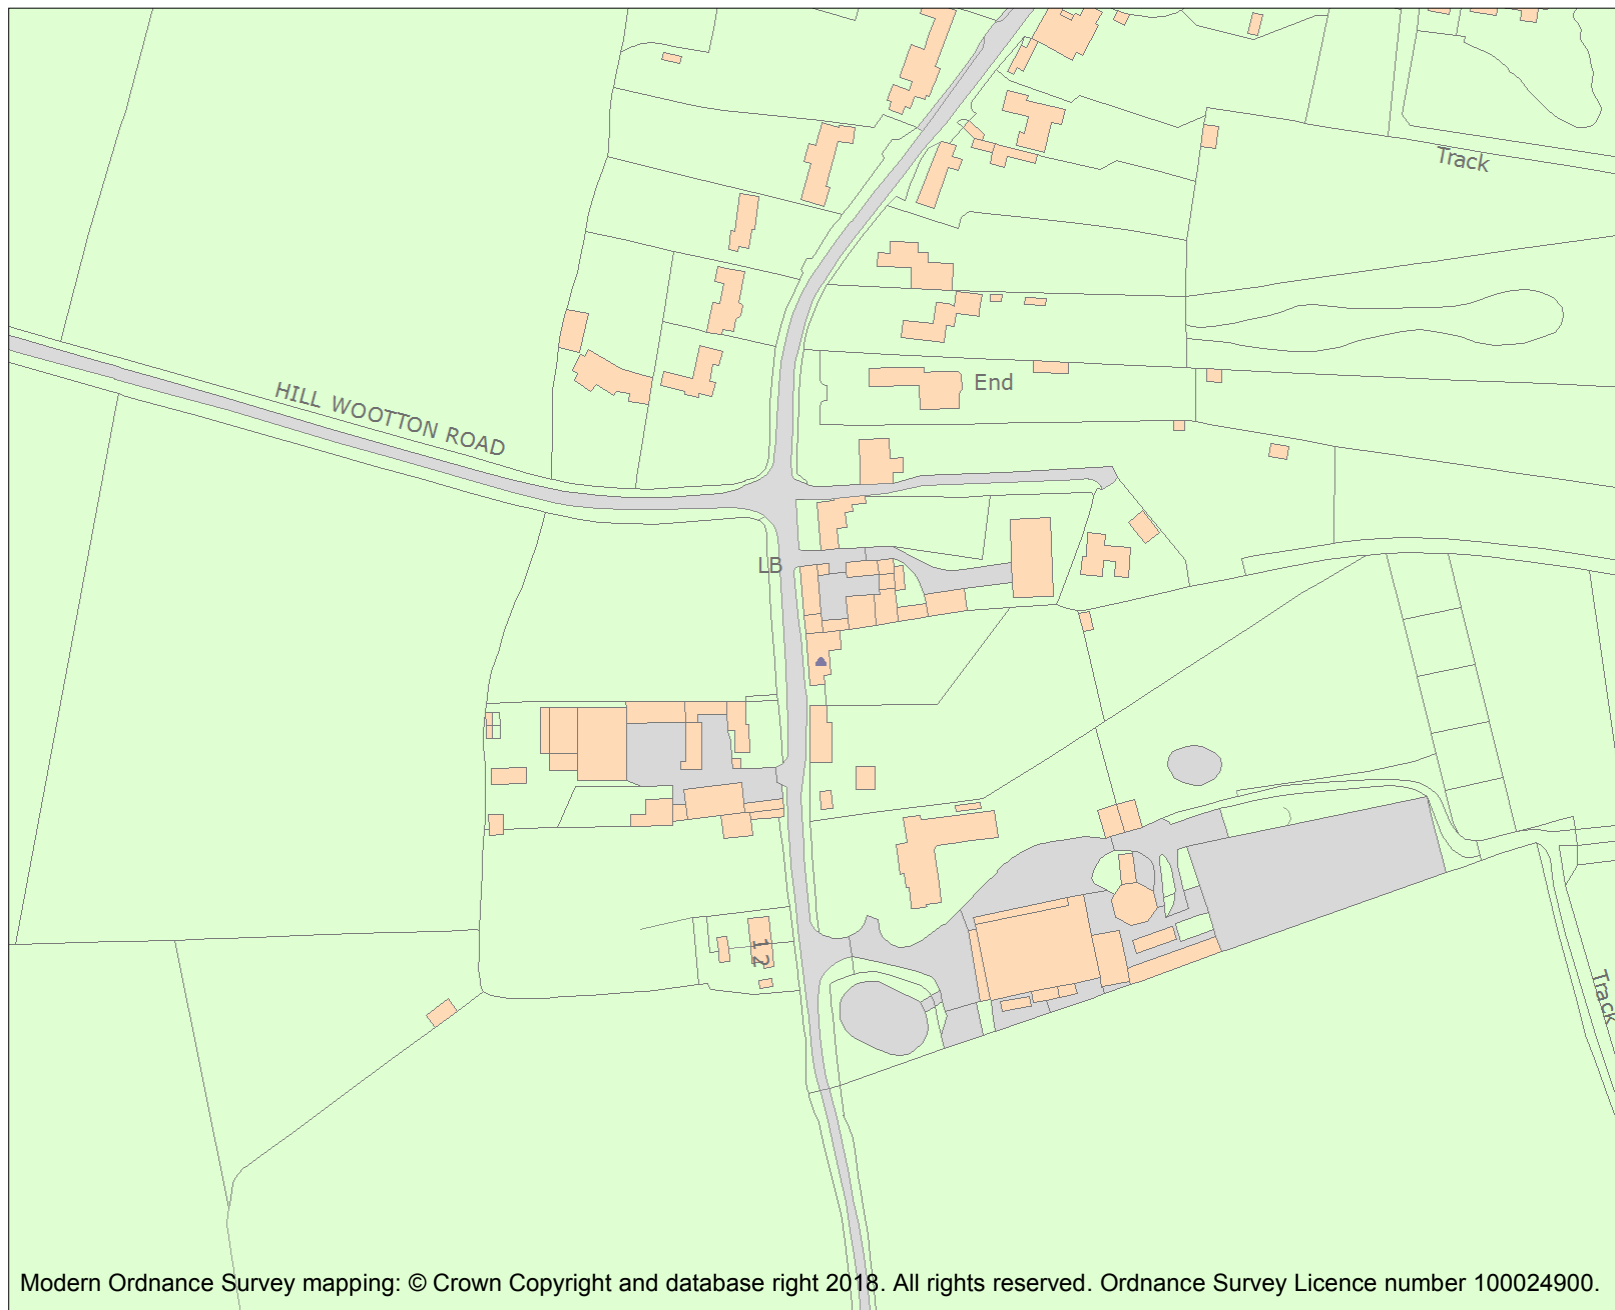 Track
HILL WOOTTON ROAD
End
LB
12
Track
Modern Ordnance Survey mapping: © Crown Copyright and database right 2018. All rights reserved. Ordnance Survey Licence number 100024900.